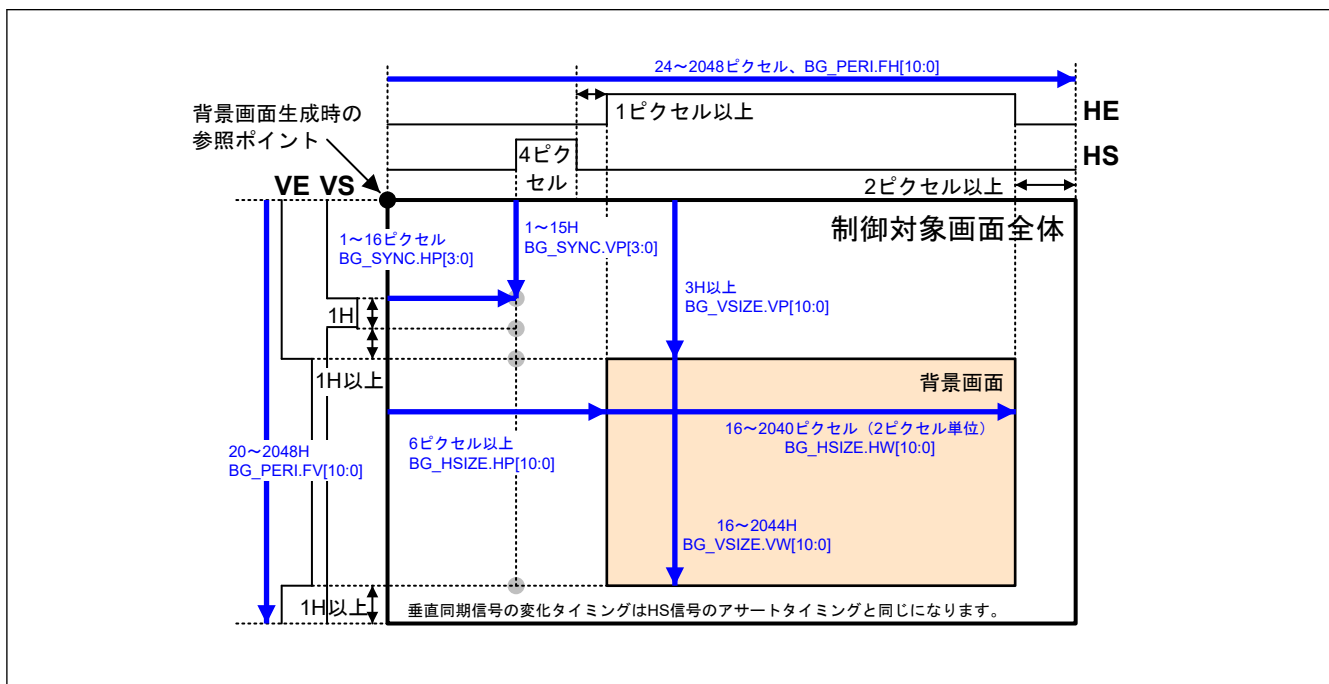 24～2048ピクセル、BG_PERI.FH[10:0]
背景画面生成時の
参照ポイント
1ピクセル以上
HE
4ピク
セル
HS
2ピクセル以上
VE VS
制御対象画面全体
1～16ピクセル
BG_SYNC.HP[3:0]
1～15H
BG_SYNC.VP[3:0]
3H以上
BG_VSIZE.VP[10:0]
1H
1H以上
背景画面
6ピクセル以上
BG_HSIZE.HP[10:0]
16～2040ピクセル（2ピクセル単位）
BG_HSIZE.HW[10:0]
20～2048H
BG_PERI.FV[10:0]
16～2044H
BG_VSIZE.VW[10:0]
1H以上
垂直同期信号の変化タイミングはHS信号のアサートタイミングと同じになります。